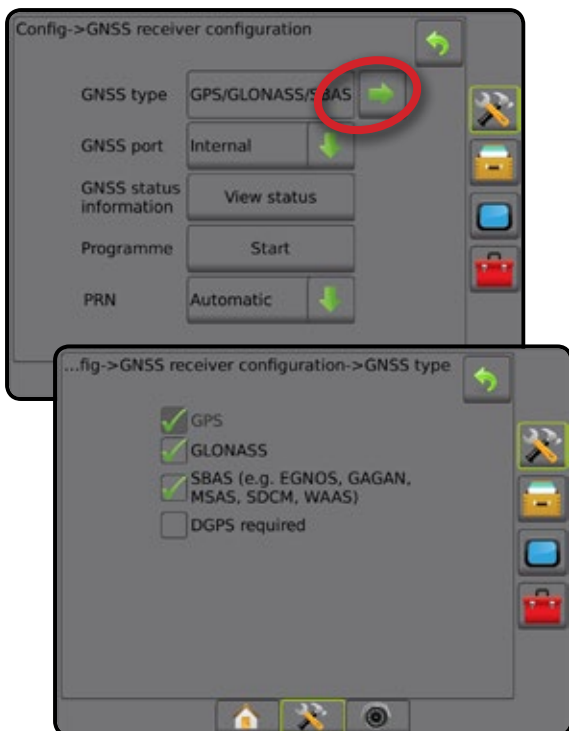 Config->GNSS receiver configuration
GNSS type
GPS/GLONASS/SBAS
GNSS port
Internal
GNSS status
information
View status
Programme
Start
PRN
Automatic
...fig->GNSS receiver configuration->GNSS type
GPS
GLONASS
SBAS (e.g. EGNOS, GAGAN,
MSAS, SDCM, WAAS)
DGPS required